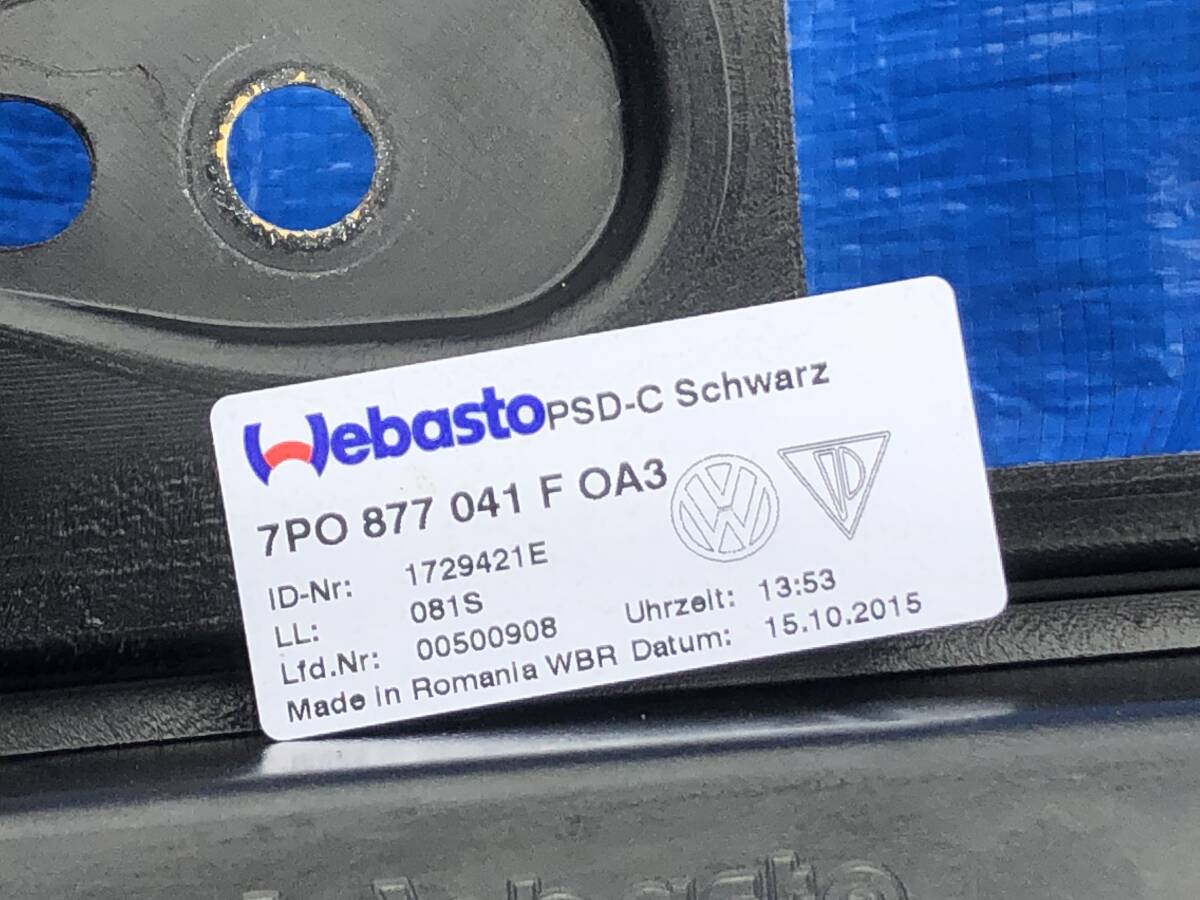 Webasto PSD-C Schwarz
7PO 877 041 F OA3
ID-Nr: 1729421E
LL: 081S
Lfd.Nr: 00500908 Uhrzeit: 13:53
Made in Romania WBR Datum: 15.10.2015